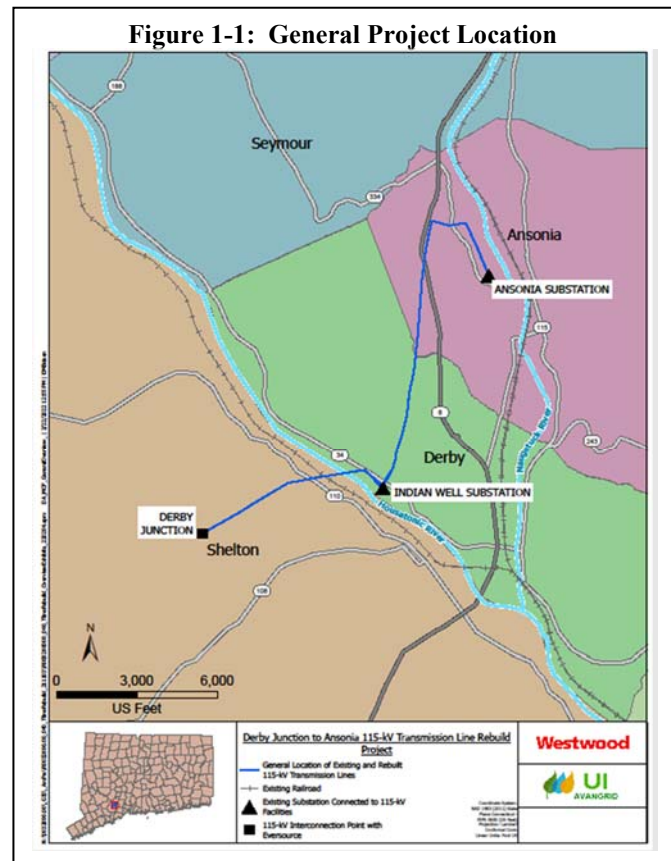 Figure 1-1: General Project Location
188
Seymour
334
Ansonia
ANSONIA SUBSTATION
115
8
243
34
Derby
Naugatuck River
INDIAN WELL SUBSTATION
Housatonic River
110
DERBY
JUNCTION
Shelton
108
N
0 3,000 6,000
US Feet
Derby Junction to Ansonia 115-kV Transmission Line Rebuild
Project
General Location of Existing and Rebuilt
115-kV Transmission Lines
Existing Railroad
Existing Substation Connected to 115-kV
Facilities
115-kV Interconnection Point with
Eversource
Westwood
UI
AVANGRID